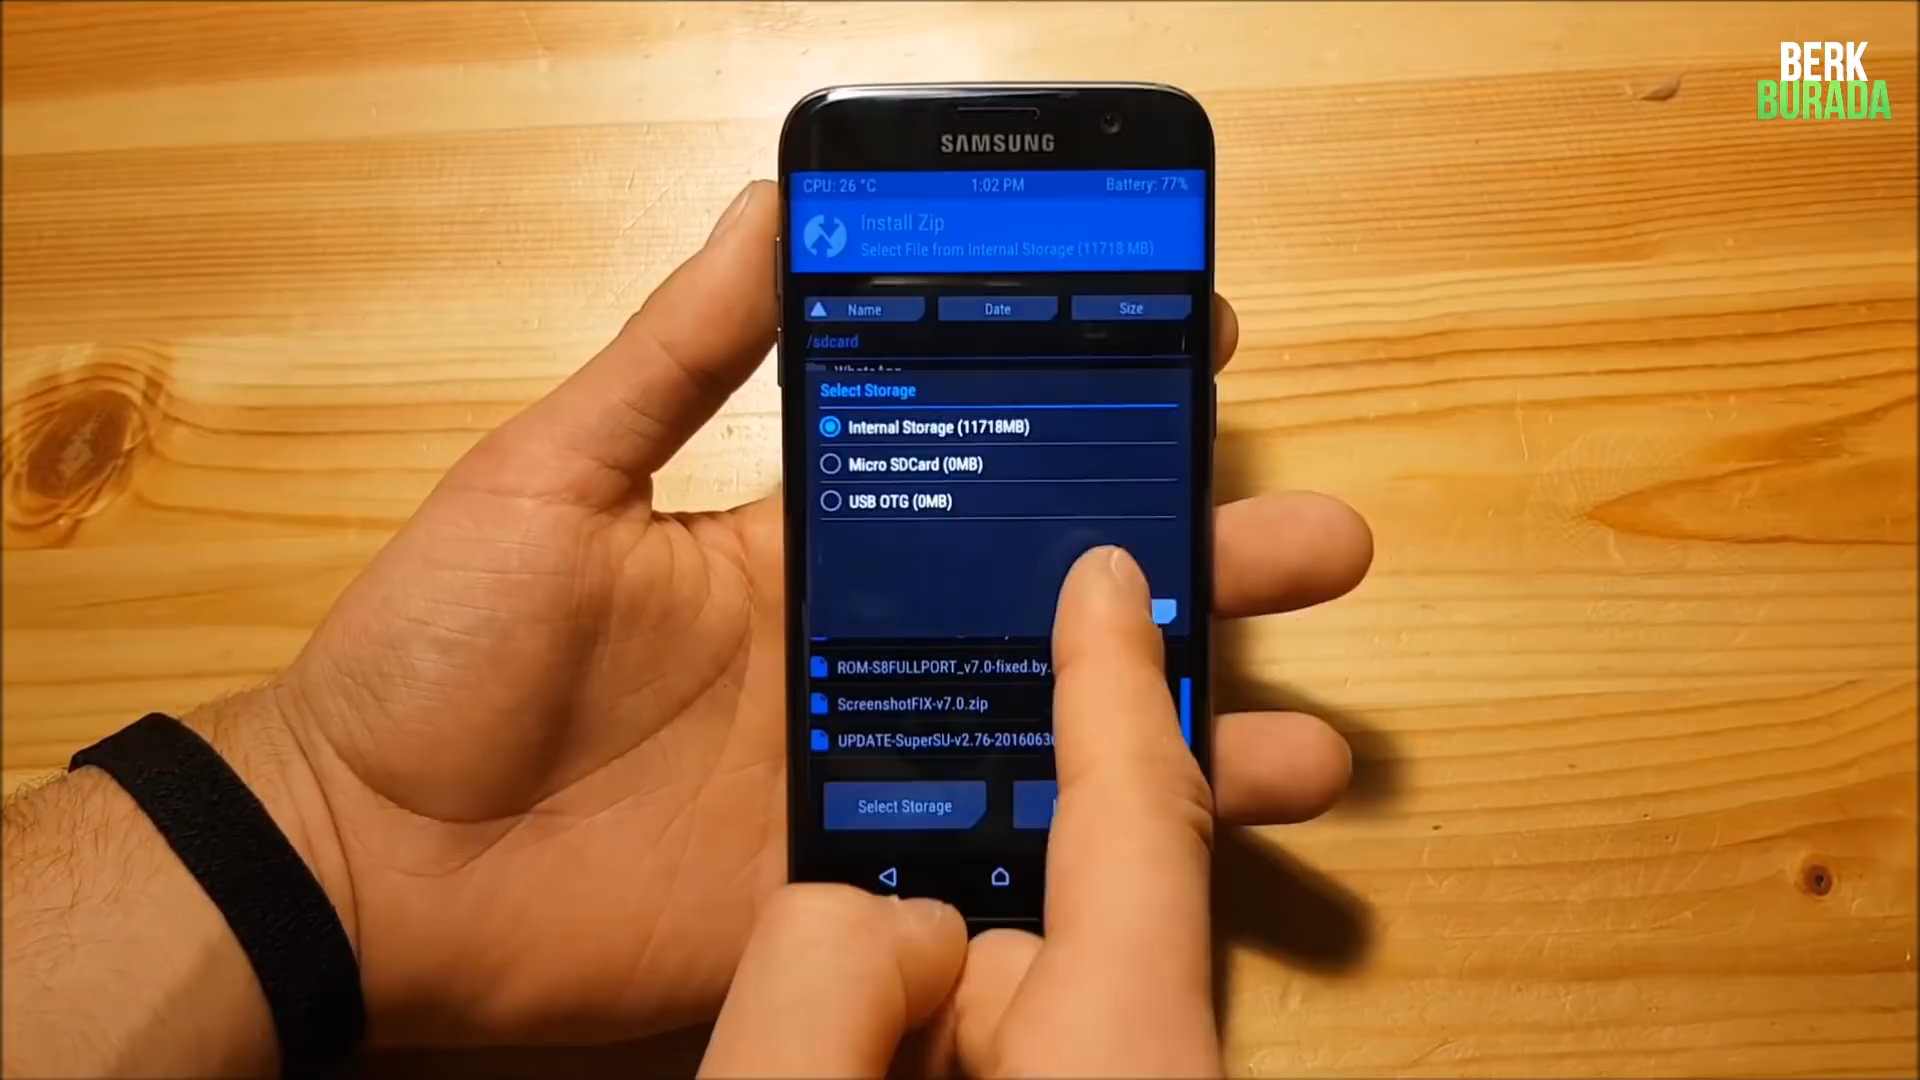 BERK
BURADA
SAMSUNG
CPU: 26 °C 1:02 PM Battery: 77%
Install Zip
Select File from Internal Storage (11718 MB)
Name Date Size
/sdcard
WhatsApp
Select Storage
Internal Storage (11718MB)
Micro SDCard (0MB)
USB OTG (0MB)
ROM-S8FULLPORT_v7.0-fixed.by.
ScreenshotFIX-v7.0.zip
UPDATE-SuperSU-v2.76-2016063
Select Storage